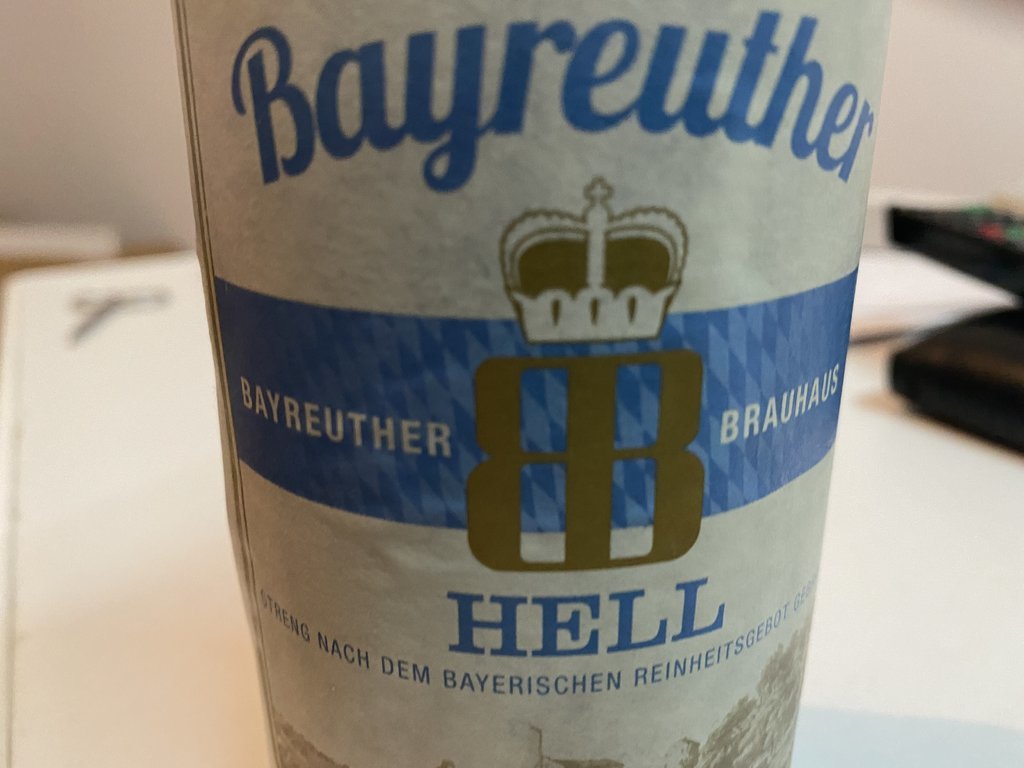 Bayreuther
BAYREUTHER BRAUHAUS
HELL
STRENG NACH DEM BAYERISCHEN REINHEITSGEBOT